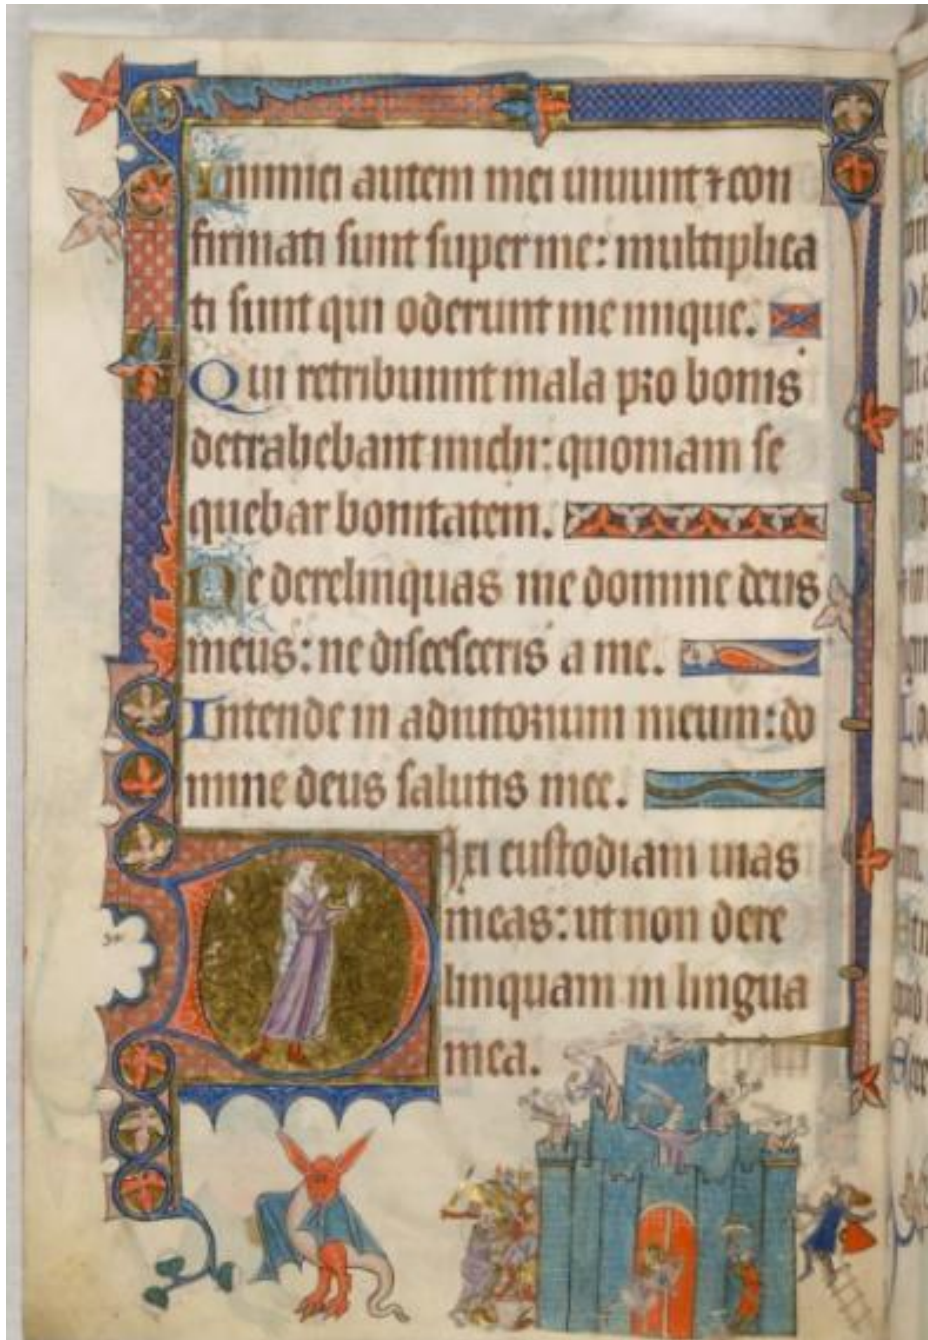 Inimici autem mei uiuunt ⁊ con
firmati sunt super me: multiplica
ti sunt qui oderunt me inique.
Qui retribuunt mala pro bonis
detrahebant michi: quoniam se
quebar bonitatem.
Ne derelinquas me domine deus
meus: ne discesseris a me.
Intende in adiutorium meum: do
mine deus salutis mee.
Dixi custodiam uias
meas: ut non dere
linquam in lingua
mea.